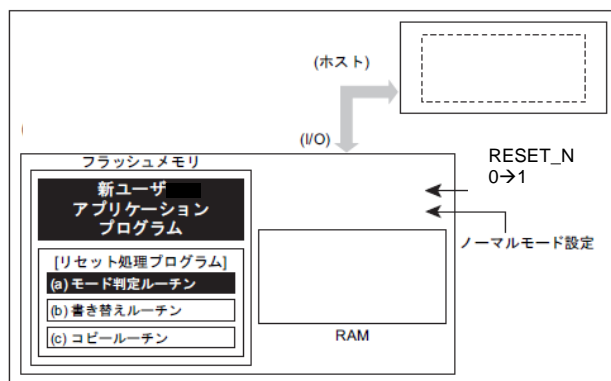 (ホスト)
(I/O)
フラッシュメモリ
新ユーザ
アプリケーション
プログラム
[リセット処理プログラム]
(a) モード判定ルーチン
(b) 書き替えルーチン
(c) コピールーチン
RAM
RESET_N
0→1
ノーマルモード設定